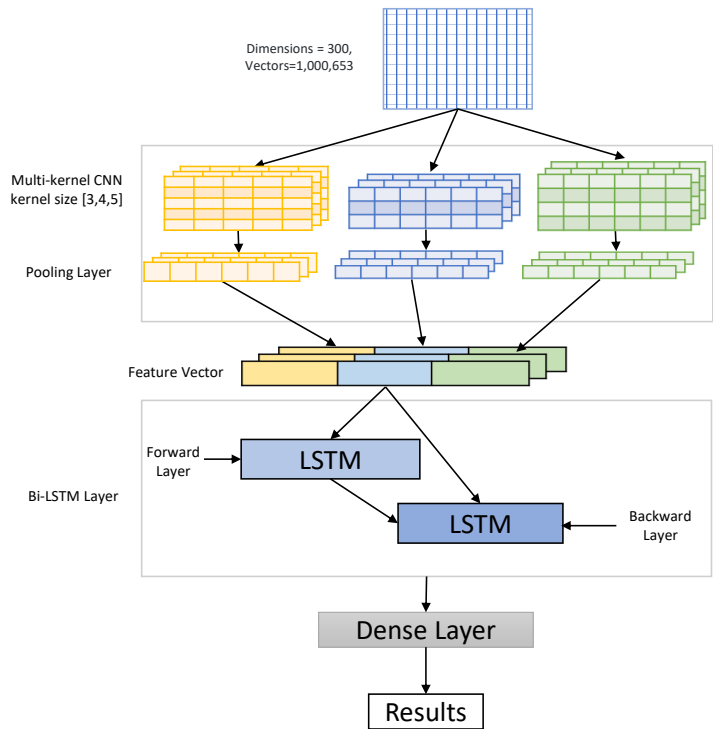 Dimensions = 300,
Vectors=1,000,653
Multi-kernel CNN
kernel size [3,4,5]
Pooling Layer
Feature Vector
Forward
Layer
LSTM
Bi-LSTM Layer
LSTM
Backward
Layer
Dense Layer
Results